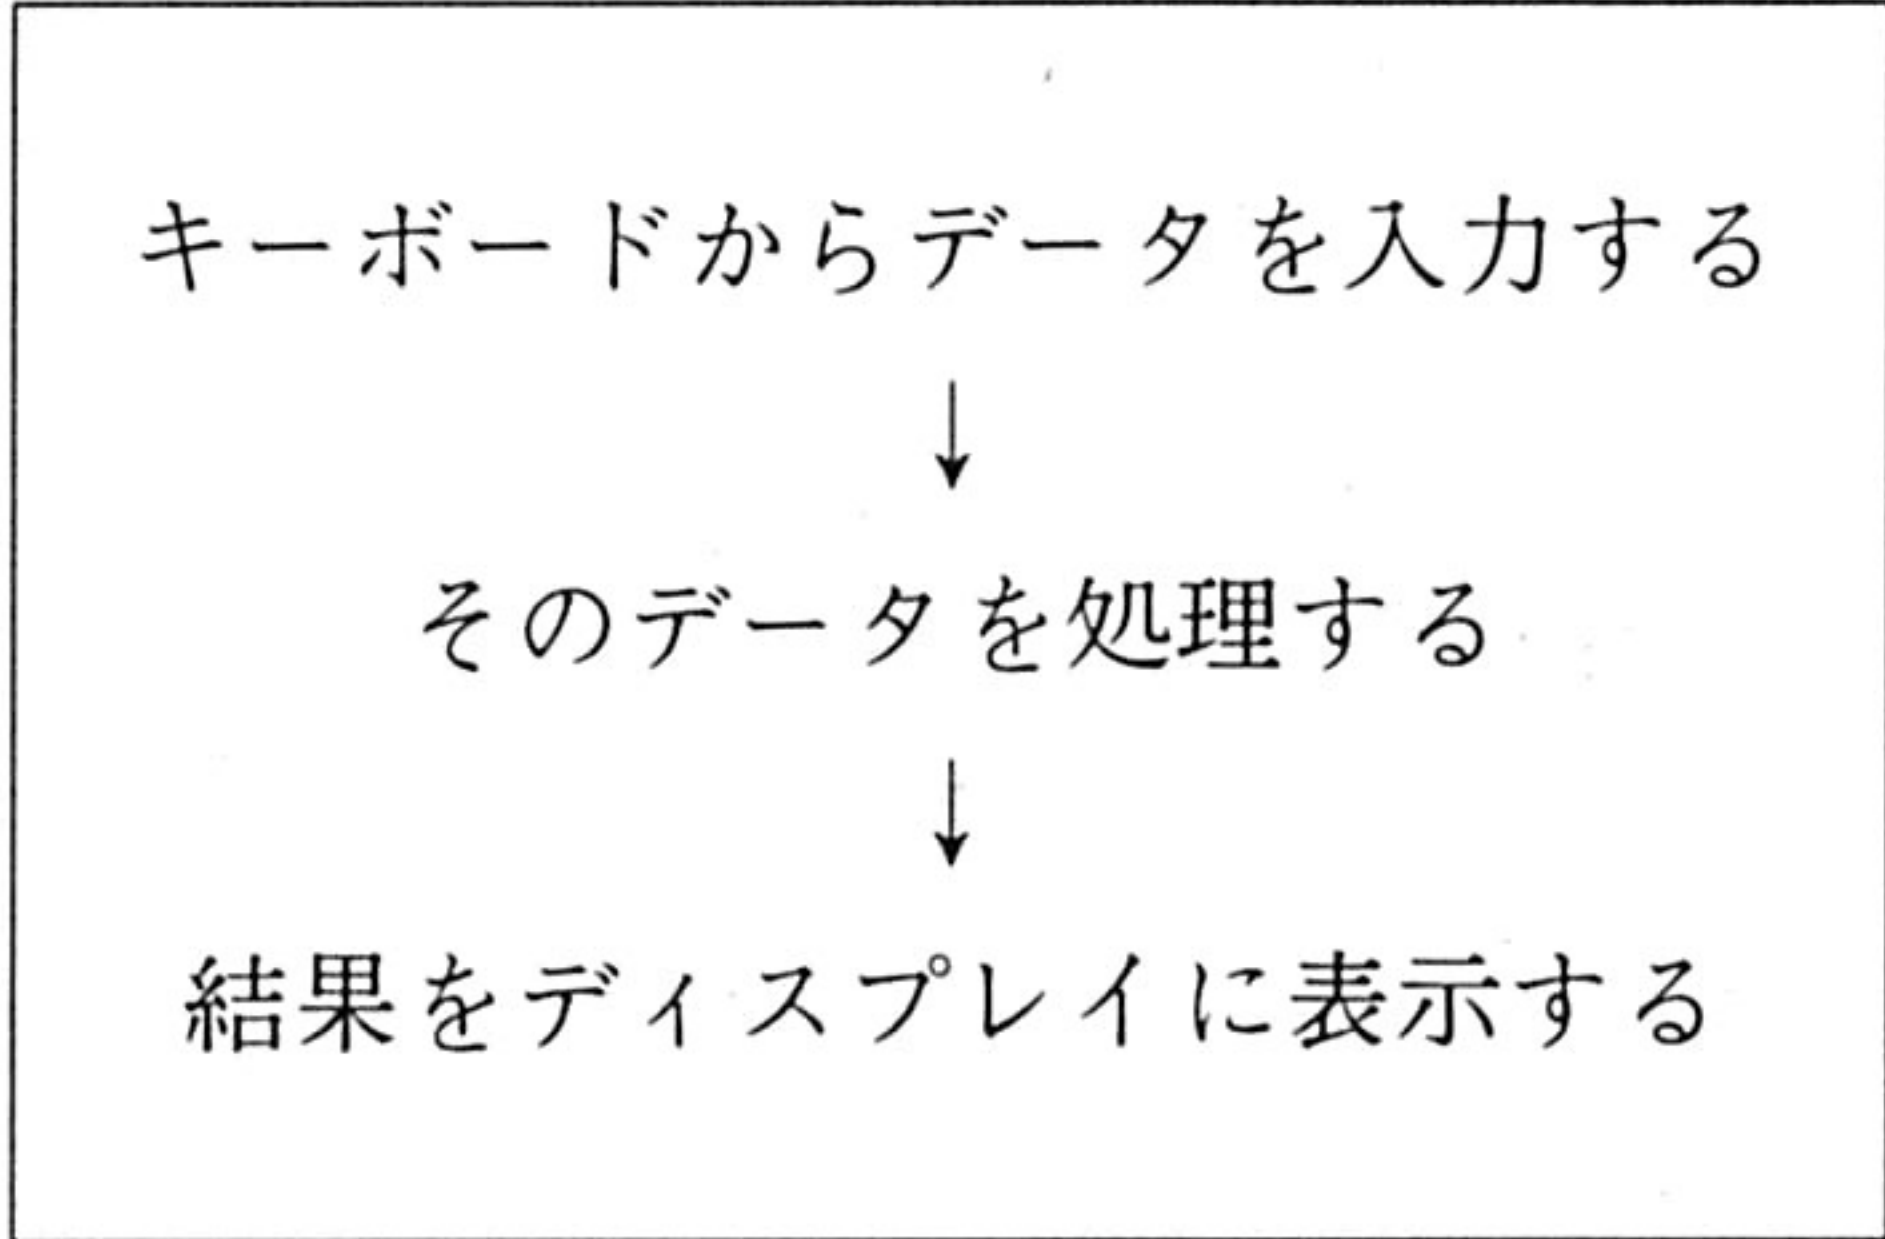 キーボードからデータを入力する
↓
そのデータを処理する
↓
結果をディスプレイに表示する